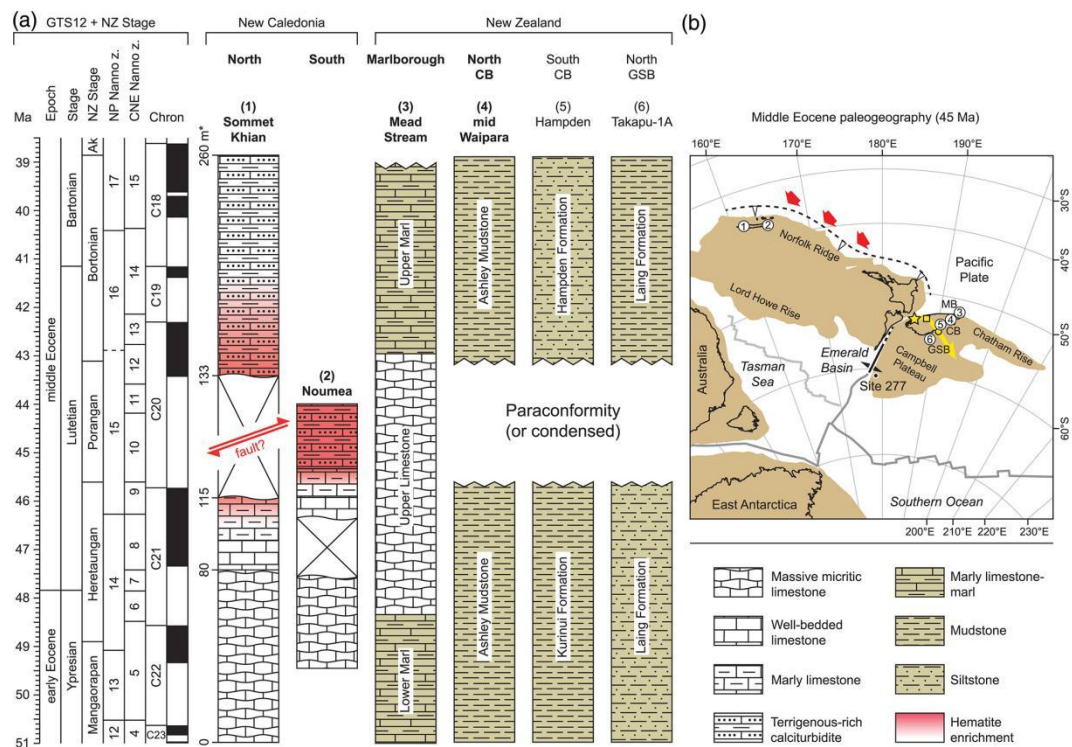 (a)
GTS12 + NZ Stage
New Caledonia
New Zealand
Ma
Epoch
Stage
NZ Stage
NP Nanno z.
CNE Nanno z.
Chron
North
South
Marlborough
North
CB
South
CB
North
GSB
(1)
Sommet
Khian
(2)
Noumea
(3)
Mead
Stream
(4)
mid
Waipara
(5)
Hampden
(6)
Takapu-1A
39
40
41
42
43
44
45
46
47
48
49
50
51
middle Eocene
early Eocene
Bartonian
Lutetian
Ypresian
Ak
Bortonian
Porangan
Heretaungan
Mangaorapan
17
16
15
14
13
12
15
14
13
12
11
10
9
8
7
6
5
4
C18
C19
C20
C21
C22
C23
260 m*
133
115
80
0
fault?
Upper Marl
Upper Limestone
Lower Marl
Ashley Mudstone
Ashley Mudstone
Hampden Formation
Kurinui Formation
Laing Formation
Laing Formation
Paraconformity
(or condensed)
(b)
Middle Eocene paleogeography (45 Ma)
160°E
170°E
180°E
190°E
30°S
40°S
50°S
60°S
200°E
210°E
220°E
230°E
1
2
Norfolk Ridge
Pacific
Plate
Lord Howe Rise
MB
3
4
5
CB
6
GSB
Chatham Rise
Campbell
Plateau
Emerald
Basin
Site 277
Tasman
Sea
Australia
East Antarctica
Southern Ocean
Massive micritic
limestone
Well-bedded
limestone
Marly limestone
Terrigenous-rich
calciturbidite
Marly limestone-
marl
Mudstone
Siltstone
Hematite
enrichment